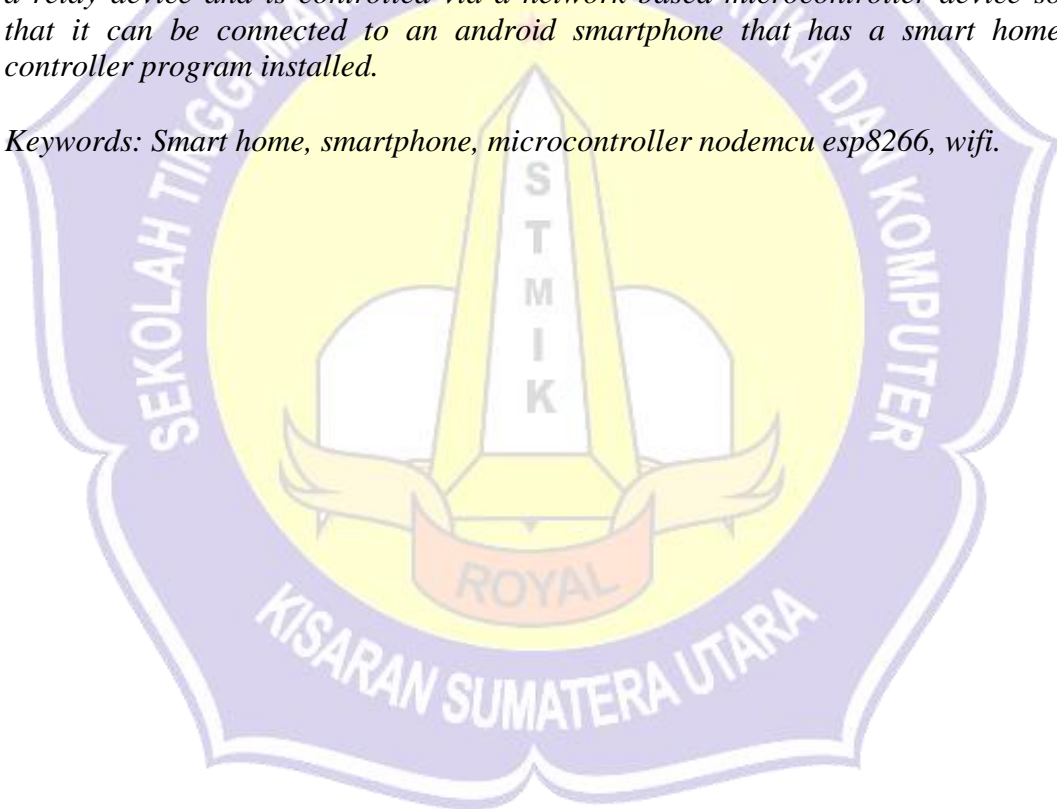 a relay device and is controlled via a network-based microcontroller device so
that it can be connected to an android smartphone that has a smart home
controller program installed.
Keywords: Smart home, smartphone, microcontroller nodemcu esp8266, wifi.
SEKOLAH TINGGI
DAN KOMPUTER
S
T
M
I
K
ROYAL
KISARAN SUMATERA UTARA